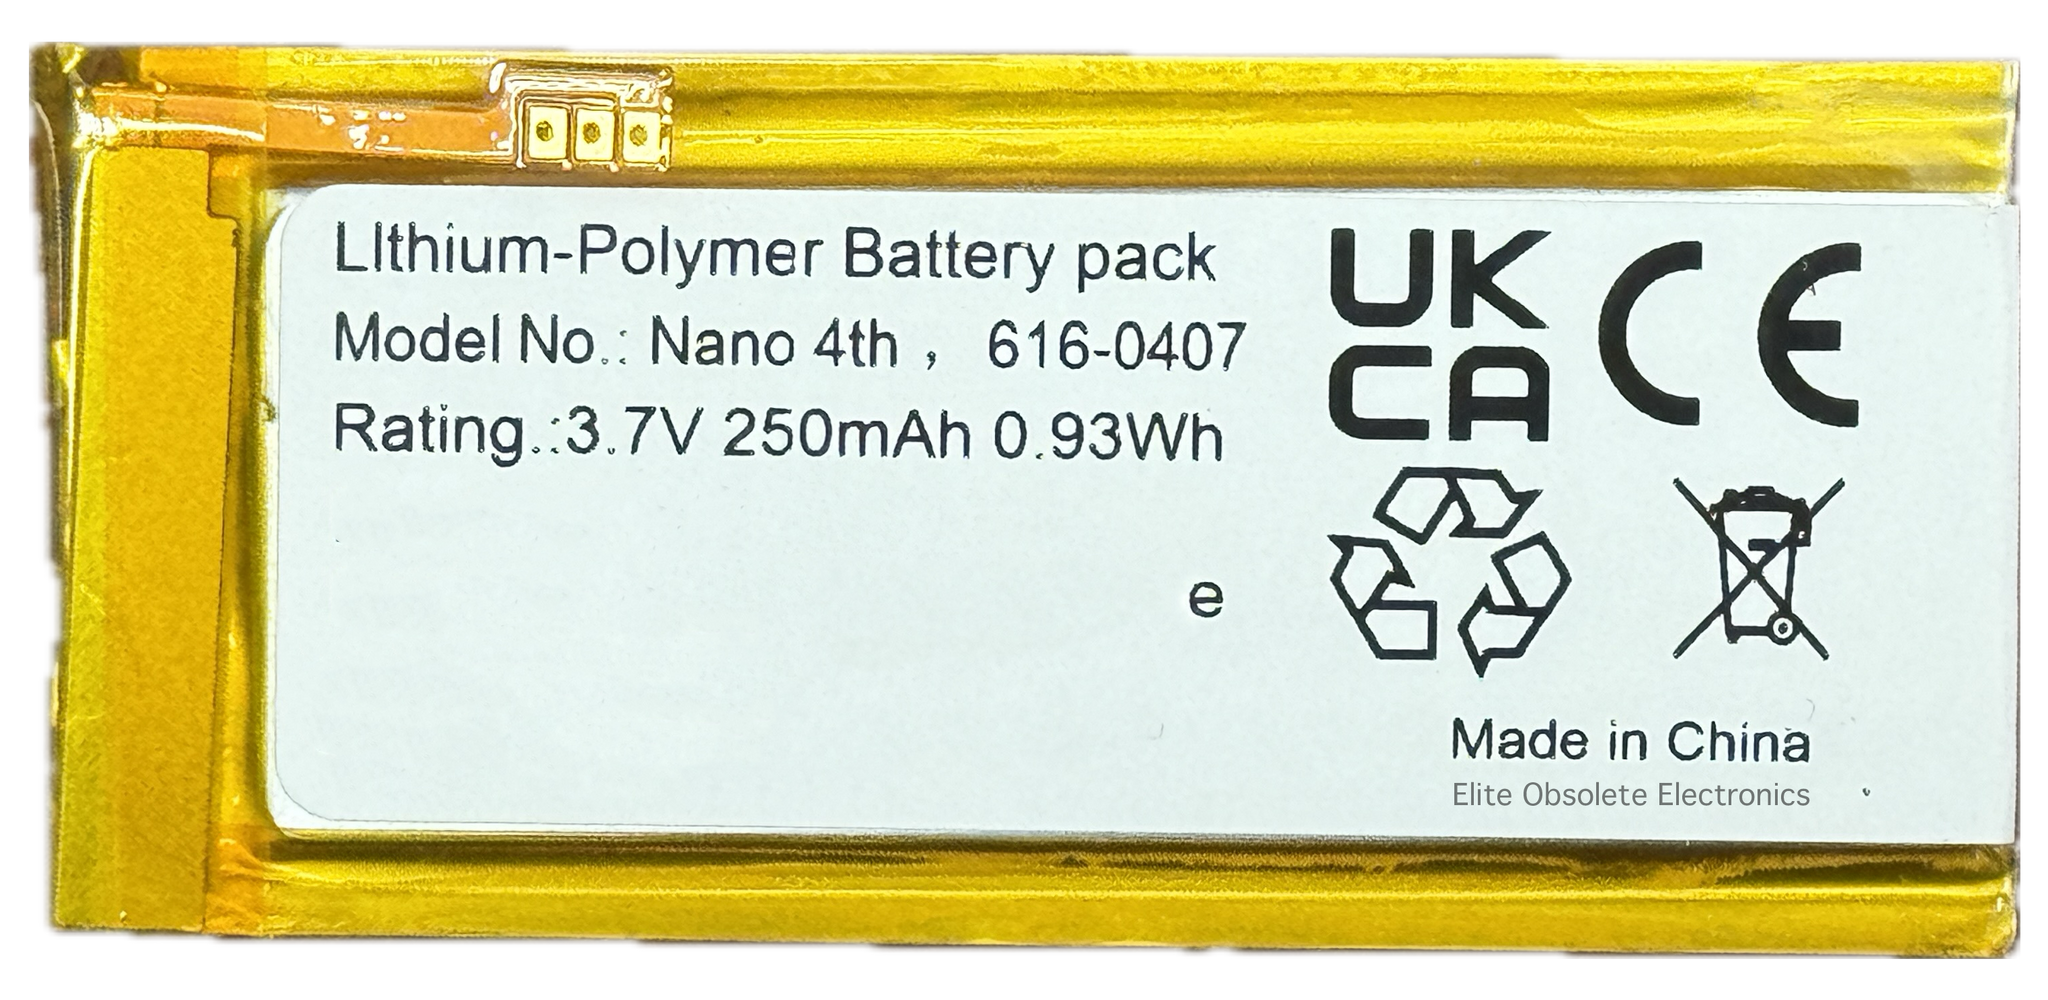 LIthium-Polymer Battery pack
Model No.: Nano 4th , 616-0407
Rating.:3.7V 250mAh 0.93Wh
e
UK
CA
CE
Made in China
Elite Obsolete Electronics